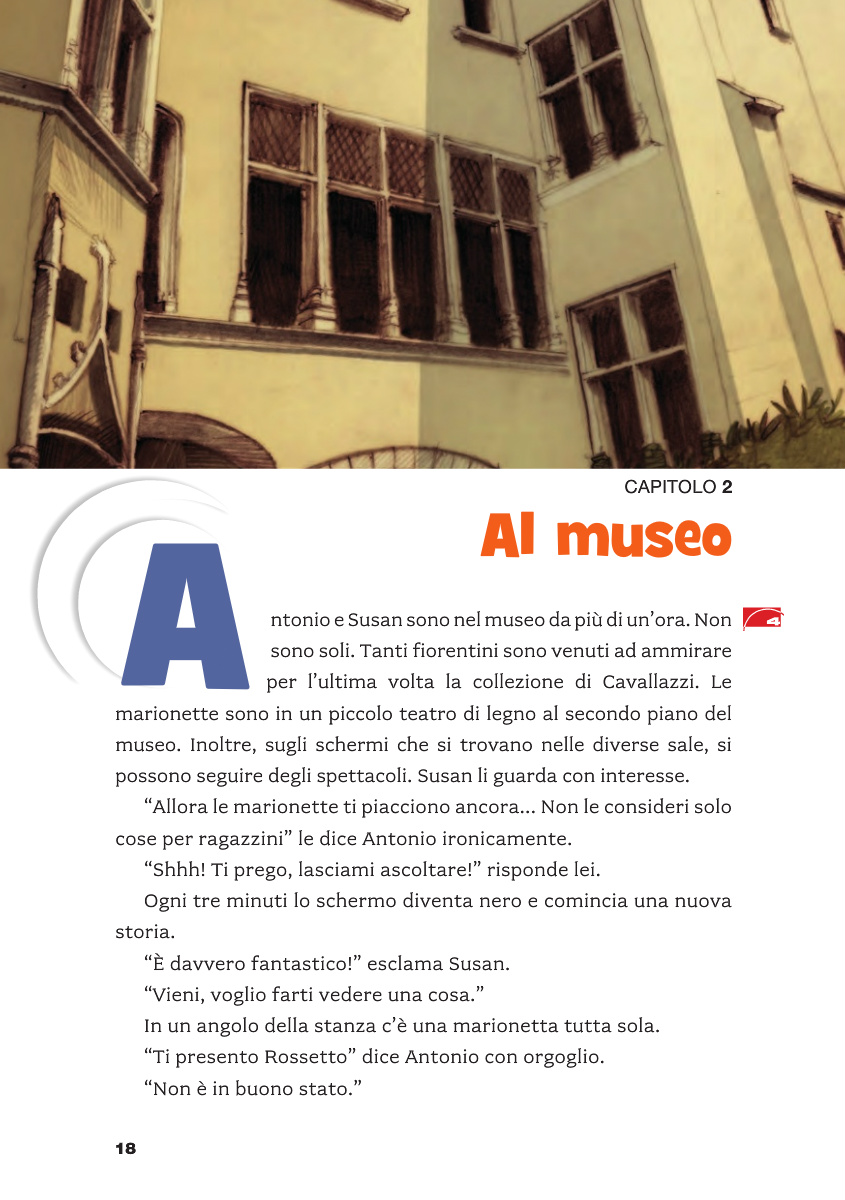 CAPITOLO 2
Al museo
Antonio e Susan sono nel museo da più di un’ora. Non
4
sono soli. Tanti fiorentini sono venuti ad ammirare
per l’ultima volta la collezione di Cavallazzi. Le
marionette sono in un piccolo teatro di legno al secondo piano del
museo. Inoltre, sugli schermi che si trovano nelle diverse sale, si
possono seguire degli spettacoli. Susan li guarda con interesse.
“Allora le marionette ti piacciono ancora... Non le consideri solo
cose per ragazzini” le dice Antonio ironicamente.
“Shhh! Ti prego, lasciami ascoltare!” risponde lei.
Ogni tre minuti lo schermo diventa nero e comincia una nuova
storia.
“È davvero fantastico!” esclama Susan.
“Vieni, voglio farti vedere una cosa.”
In un angolo della stanza c’è una marionetta tutta sola.
“Ti presento Rossetto” dice Antonio con orgoglio.
“Non è in buono stato.”
18